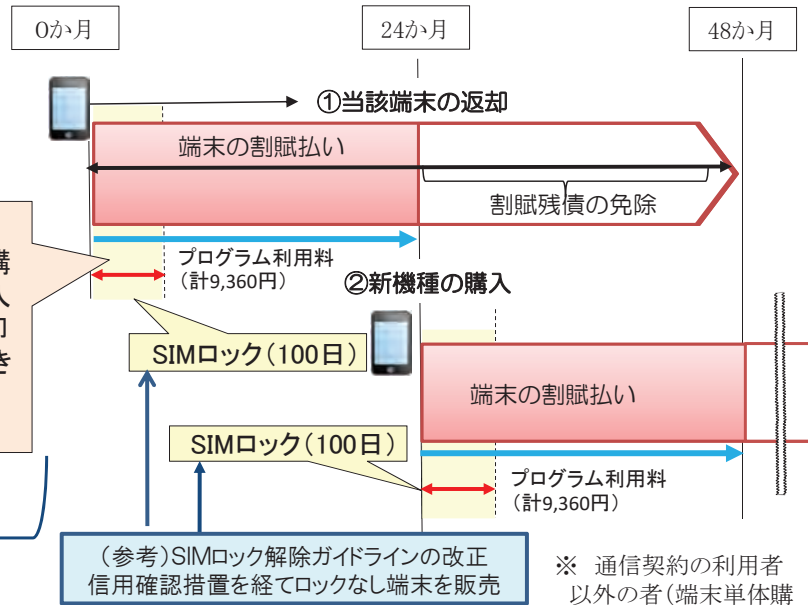 0か月
24か月
48か月
①当該端末の返却
端末の割賦払い
割賦残債の免除
プログラム利用料
（計9,360円）
②新機種の購入
SIMロック（100日）
端末の割賦払い
SIMロック（100日）
プログラム利用料
（計9,360円）
（参考）SIMロック解除ガイドラインの改正
信用確認措置を経てロックなし端末を販売
※ 通信契約の利用者
以外の者（端末単体購